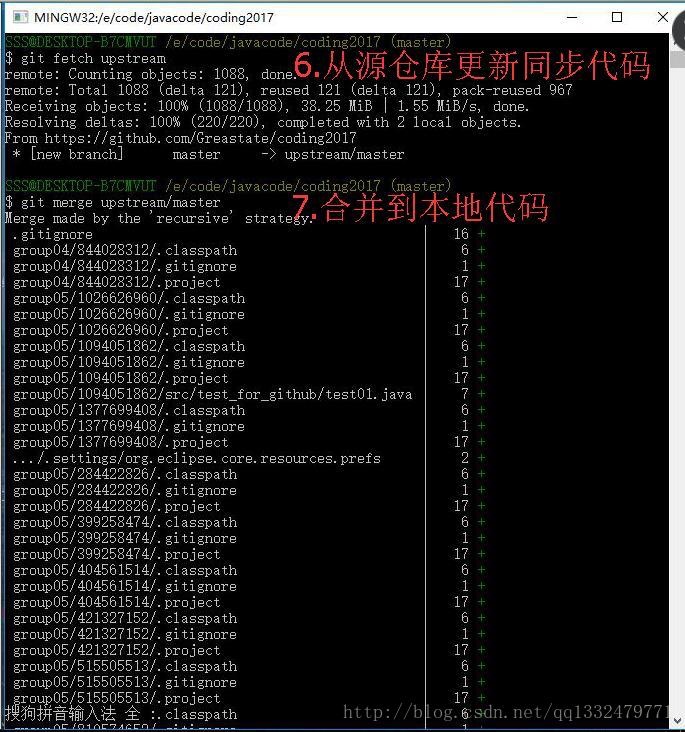 MINGW32:/e/code/javacode/coding2017
SSS@DESKTOP-B7CMVUT /e/code/javacode/coding2017 (master)
$ git fetch upstream
6.从源仓库更新同步代码
remote: Counting objects: 1088, done.
remote: Total 1088 (delta 121), reused 121 (delta 121), pack-reused 967
Receiving objects: 100% (1088/1088), 38.25 MiB | 1.55 MiB/s, done.
Resolving deltas: 100% (220/220), completed with 2 local objects.
From https://github.com/Greastate/coding2017
* [new branch] master -> upstream/master
SSS@DESKTOP-B7CMVUT /e/code/javacode/coding2017 (master)
$ git merge upstream/master
7.合并到本地代码
Merge made by the 'recursive' strategy.
.gitignore | 16 +
group04/844028312/.classpath | 6 +
group04/844028312/.gitignore | 1 +
group04/844028312/.project | 17 +
group05/1026626960/.classpath | 6 +
group05/1026626960/.gitignore | 1 +
group05/1026626960/.project | 17 +
group05/1094051862/.classpath | 6 +
group05/1094051862/.gitignore | 1 +
group05/1094051862/.project | 17 +
group05/1094051862/src/test_for_github/test01.java | 7 +
group05/1377699408/.classpath | 6 +
group05/1377699408/.gitignore | 1 +
group05/1377699408/.project | 17 +
.../.settings/org.eclipse.core.resources.prefs | 2 +
group05/284422826/.classpath | 6 +
group05/284422826/.gitignore | 1 +
group05/284422826/.project | 17 +
group05/399258474/.classpath | 6 +
group05/399258474/.gitignore | 1 +
group05/399258474/.project | 17 +
group05/404561514/.classpath | 6 +
group05/404561514/.gitignore | 1 +
group05/404561514/.project | 17 +
group05/421327152/.classpath | 6 +
group05/421327152/.gitignore | 1 +
group05/421327152/.project | 17 +
group05/515505513/.classpath | 6 +
group05/515505513/.gitignore | 1 +
group05/515505513/.project | 17 +
搜狗拼音输入法 全 :.classpath | 6 +
http://blog.csdn.net/qq1332479771
group05/810574652/.gitignore | 1 +